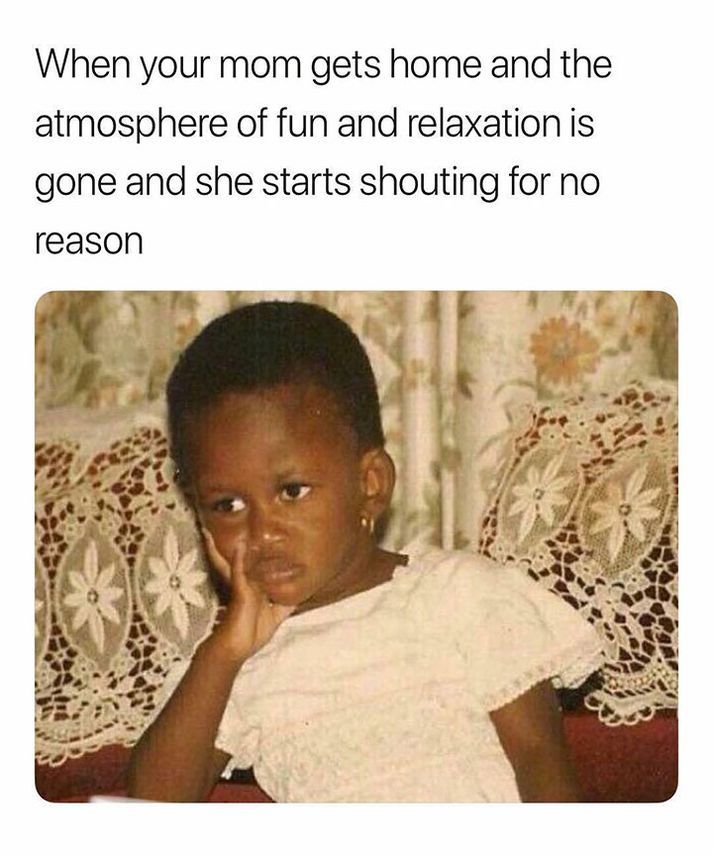 When your mom gets home and the
atmosphere of fun and relaxation is
gone and she starts shouting for no
reason